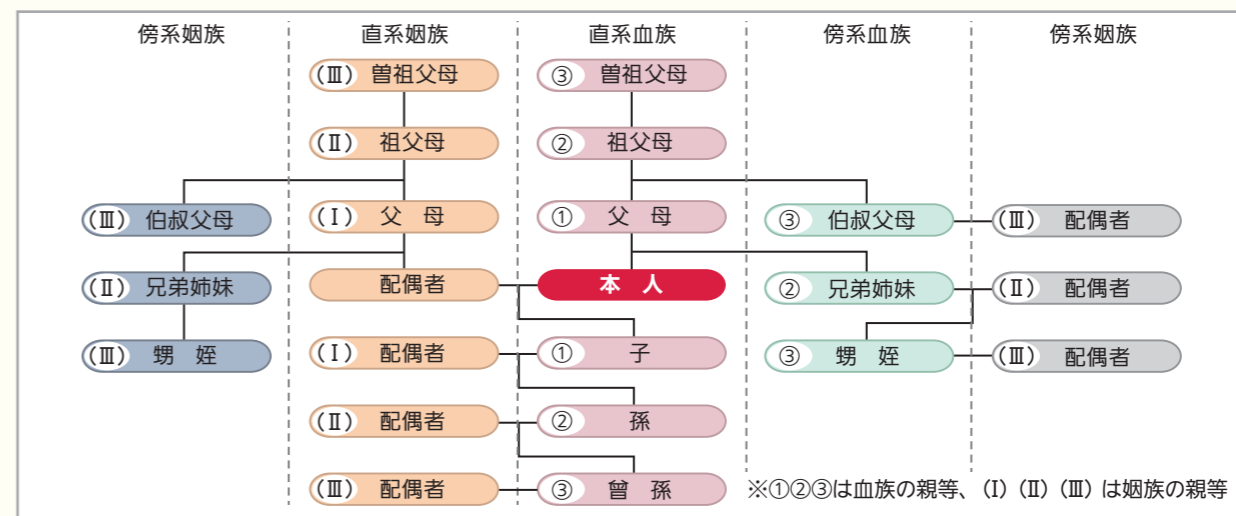 傍系姻族 直系姻族 直系血族 傍系血族 傍系姻族
(Ⅲ) 曽祖父母 ③ 曽祖父母
(Ⅱ) 祖父母 ② 祖父母
(Ⅲ) 伯叔父母 (Ⅰ) 父 母 ① 父 母 ③ 伯叔父母 (Ⅲ) 配偶者
(Ⅱ) 兄弟姉妹 配偶者 本 人 ② 兄弟姉妹 (Ⅱ) 配偶者
(Ⅲ) 甥 姪 (Ⅰ) 配偶者 ① 子 ③ 甥 姪 (Ⅲ) 配偶者
(Ⅱ) 配偶者 ② 孫
(Ⅲ) 配偶者 ③ 曾 孫 ※①②③は血族の親等、(Ⅰ)(Ⅱ)(Ⅲ)は姻族の親等